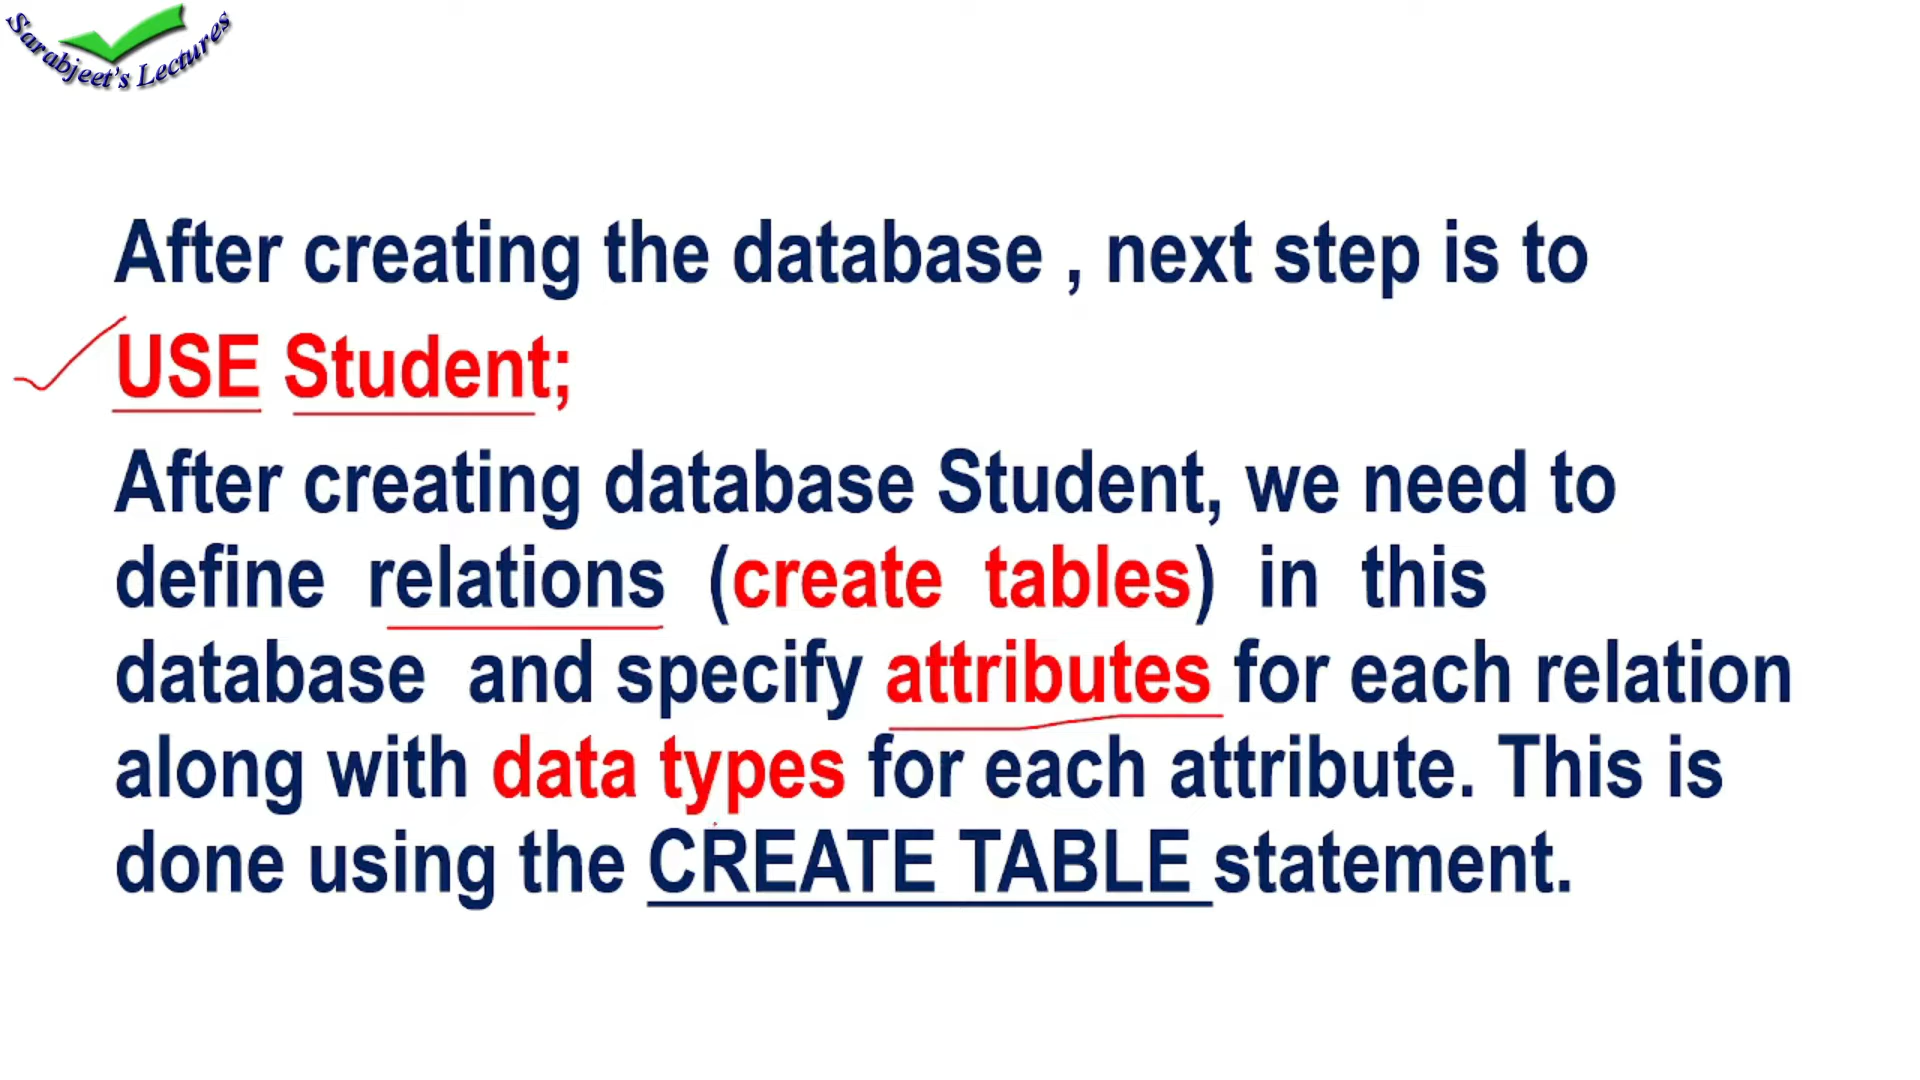 Sarabjeet's Lectures
After creating the database , next step is to
USE Student;
After creating database Student, we need to
define relations (create tables) in this
database and specify attributes for each relation
along with data types for each attribute. This is
done using the CREATE TABLE statement.